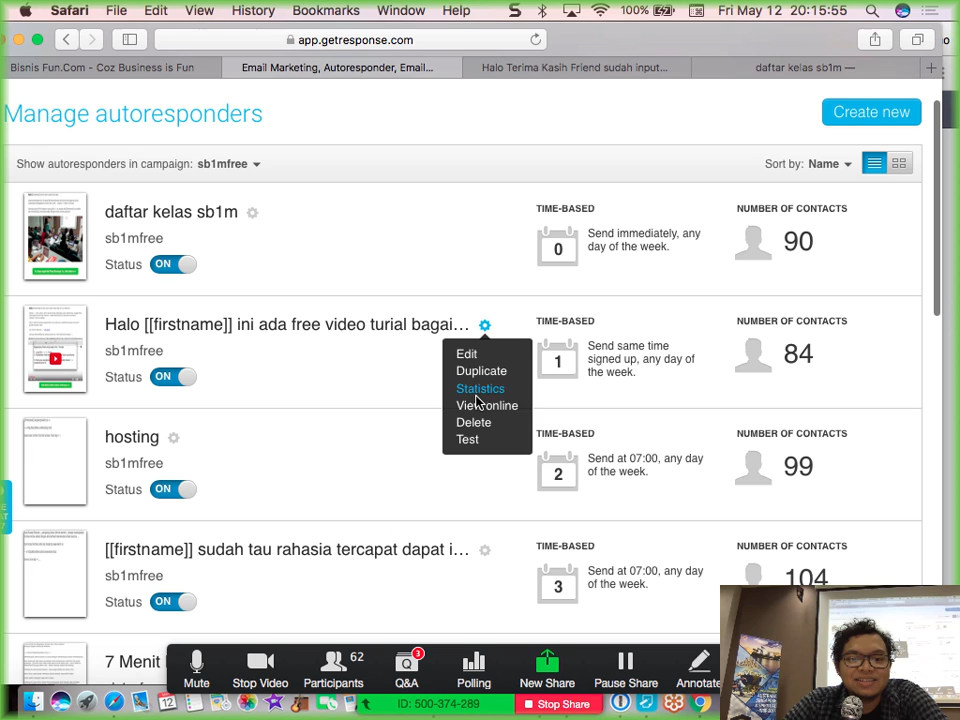 Safari File Edit View History Bookmarks Window Help 100% Fri May 12 20:15:55
app.getresponse.com
Bisnis Fun.Com - Coz Business is Fun Email Marketing, Autoresponder, Email... Halo Terima Kasih Friend sudah input... daftar kelas sb1m —
Manage autoresponders
Create new
Show autoresponders in campaign: sb1mfree
Sort by: Name
daftar kelas sb1m
sb1mfree
Status ON
TIME-BASED
0
Send immediately, any
day of the week.
NUMBER OF CONTACTS
90
Halo [[firstname]] ini ada free video turial bagai...
sb1mfree
Status ON
Edit
Duplicate
Statistics
View online
Delete
Test
TIME-BASED
1
Send same time
signed up, any day of
the week.
NUMBER OF CONTACTS
84
hosting
sb1mfree
Status ON
TIME-BASED
2
Send at 07:00, any day
of the week.
NUMBER OF CONTACTS
99
[[firstname]] sudah tau rahasia tercapat dapat i...
sb1mfree
Status ON
TIME-BASED
3
Send at 07:00, any day
of the week.
NUMBER OF CONTACTS
104
7 Menit
Mute
Stop Video
62
Participants
3
Q&A
Polling
New Share
Pause Share
Annotate
12
ID: 500-374-289
Stop Share